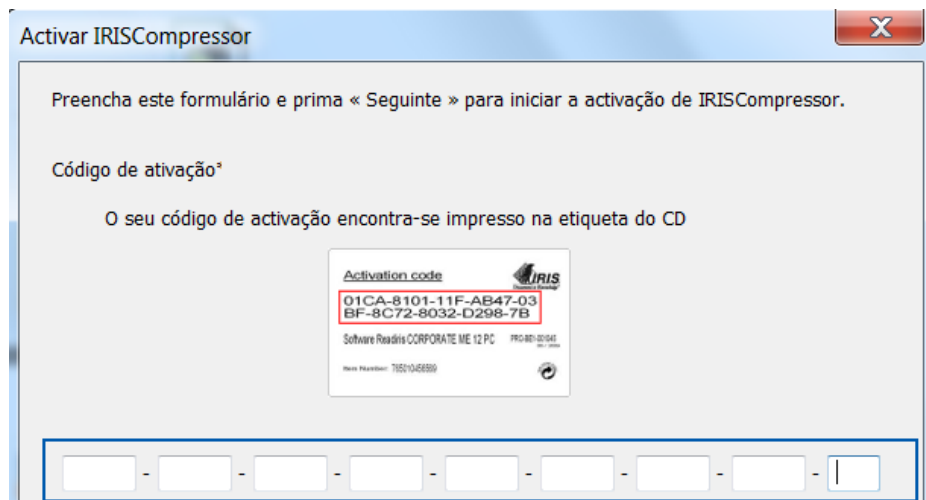 Activar IRISCompressor
Preencha este formulário e prima « Seguinte » para iniciar a activação de IRISCompressor.
Código de ativação*
O seu código de activação encontra-se impresso na etiqueta do CD
Activation code
IRIS
01CA-8101-11F-AB47-03
BF-8C72-8032-D298-7B
Software Readiris CORPORATE ME 12 PC
Item Number: 765010456569
- - - - - - - -